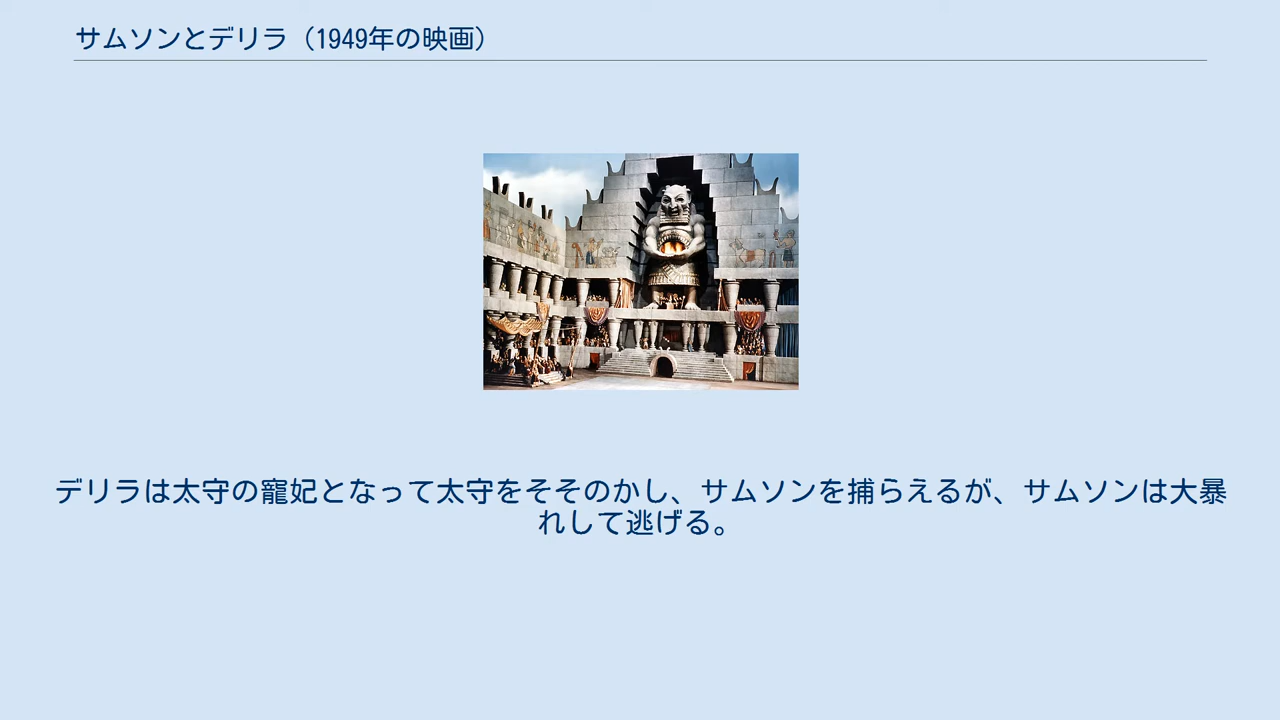 サムソンとデリラ（1949年の映画）
デリラは太守の寵妃となって太守をそそのかし、サムソンを捕らえるが、サムソンは大暴
れして逃げる。